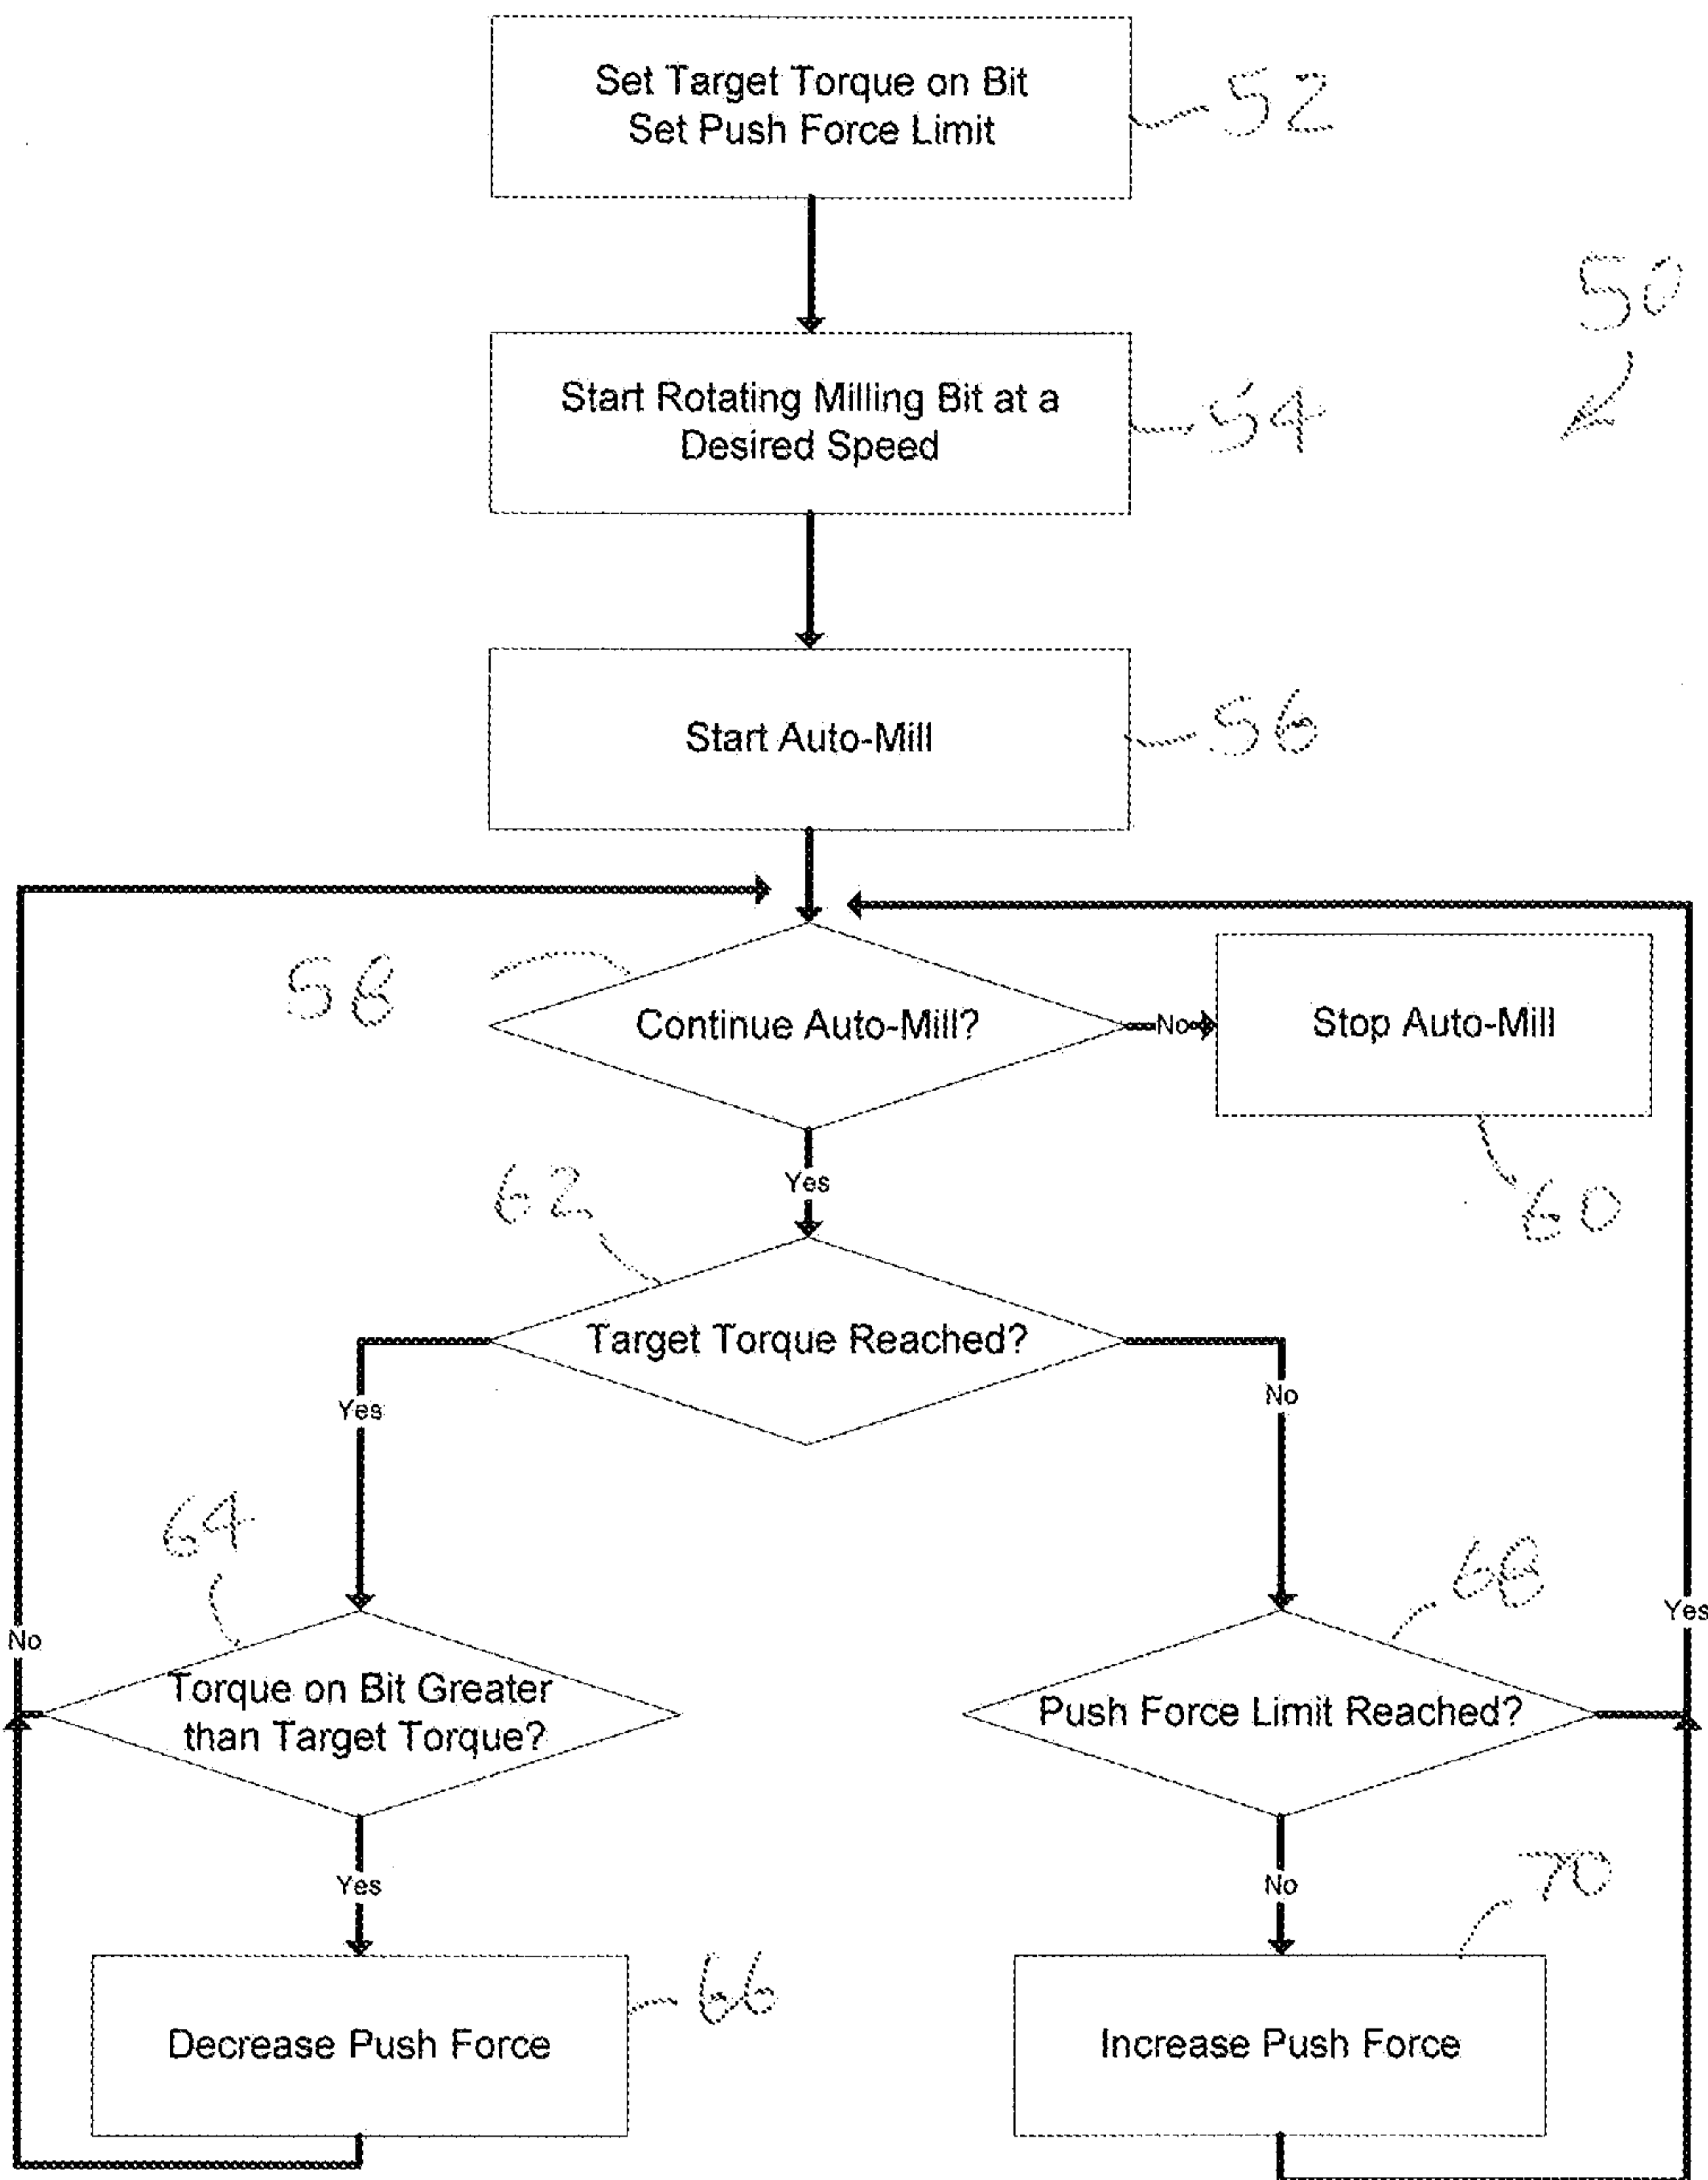 Set Target Torque on Bit
Set Push Force Limit
52
50
Start Rotating Milling Bit at a
Desired Speed
54
Start Auto-Mill
56
58
Continue Auto-Mill?
No
Stop Auto-Mill
60
Yes
62
Target Torque Reached?
Yes
No
64
68
No
Yes
Torque on Bit Greater
than Target Torque?
Push Force Limit Reached?
Yes
No
66
70
Decrease Push Force
Increase Push Force